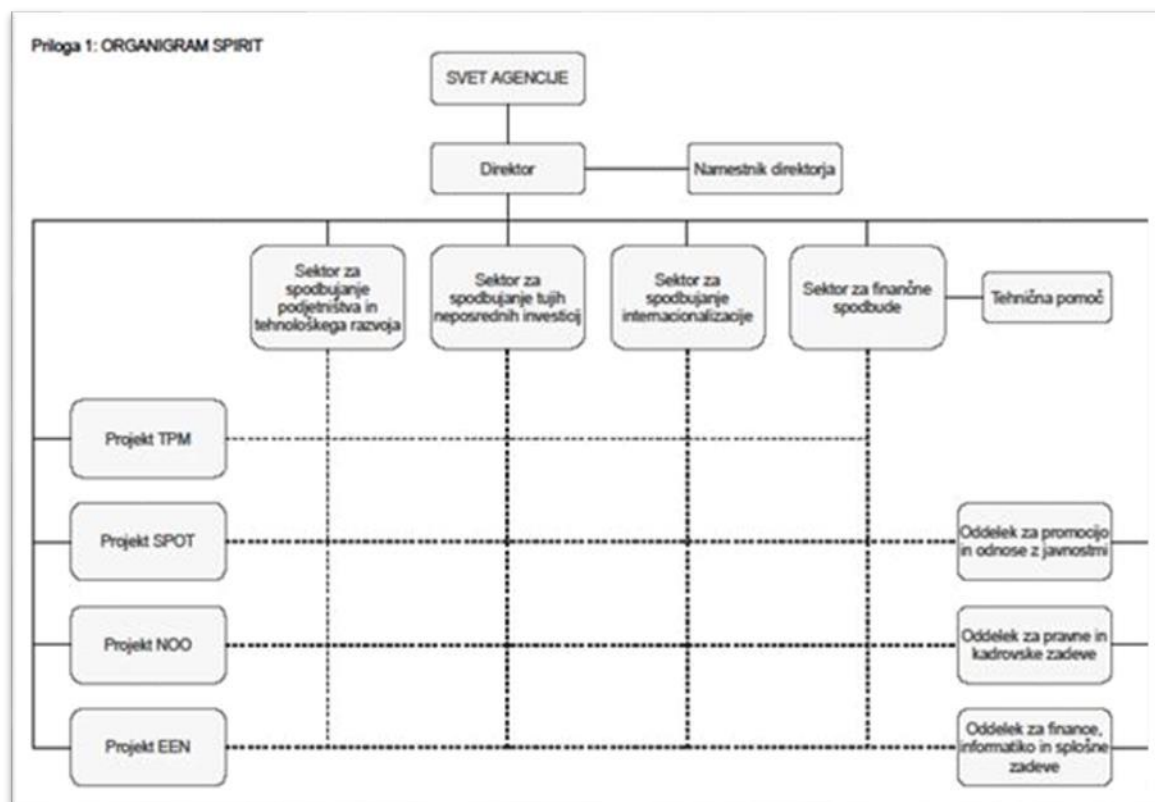 Priloga 1: ORGANIGRAM SPIRIT
SVET AGENCIJE
Direktor
Namestnik direktorja
Sektor za
spodbujanje
podjetništva in
tehnološkega razvoja
Sektor za
spodbujanje tujih
neposrednih investicij
Sektor za
spodbujanje
internacionalizacije
Sektor za finančne
spodbude
Tehnična pomoč
Projekt TPM
Projekt SPOT
Oddelek za promocijo
in odnose z javnostmi
Projekt NOO
Oddelek za pravne in
kadrovske zadeve
Projekt EEN
Oddelek za finance,
informatiko in splošne
zadeve